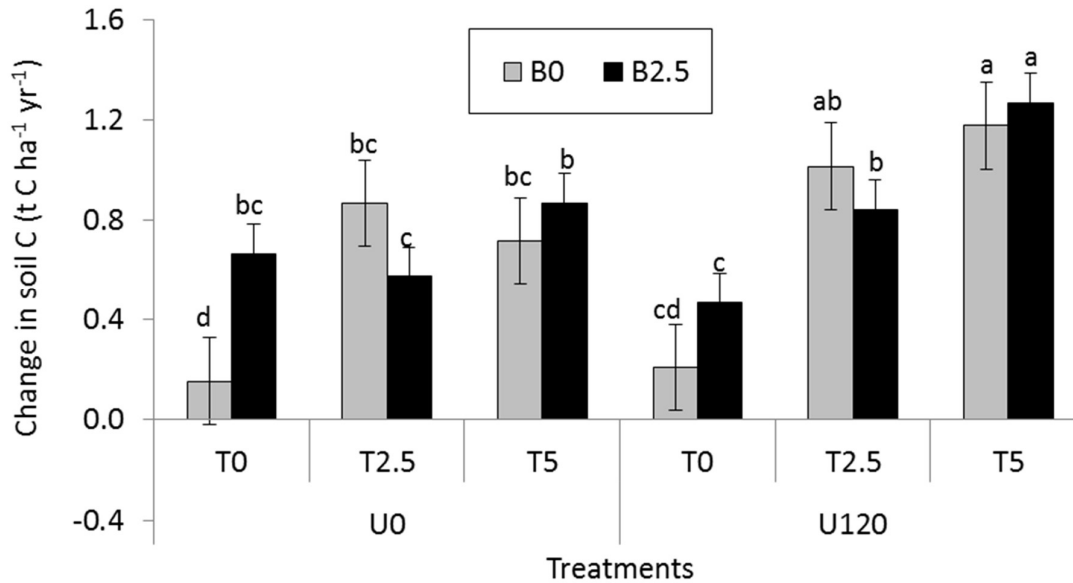 1.6
1.2
0.8
0.4
0.0
-0.4
Change in soil C (t C ha⁻¹ yr⁻¹)
B0 B2.5
d bc bc c bc b cd c ab b a a
T0 T2.5 T5 T0 T2.5 T5
U0 U120
Treatments